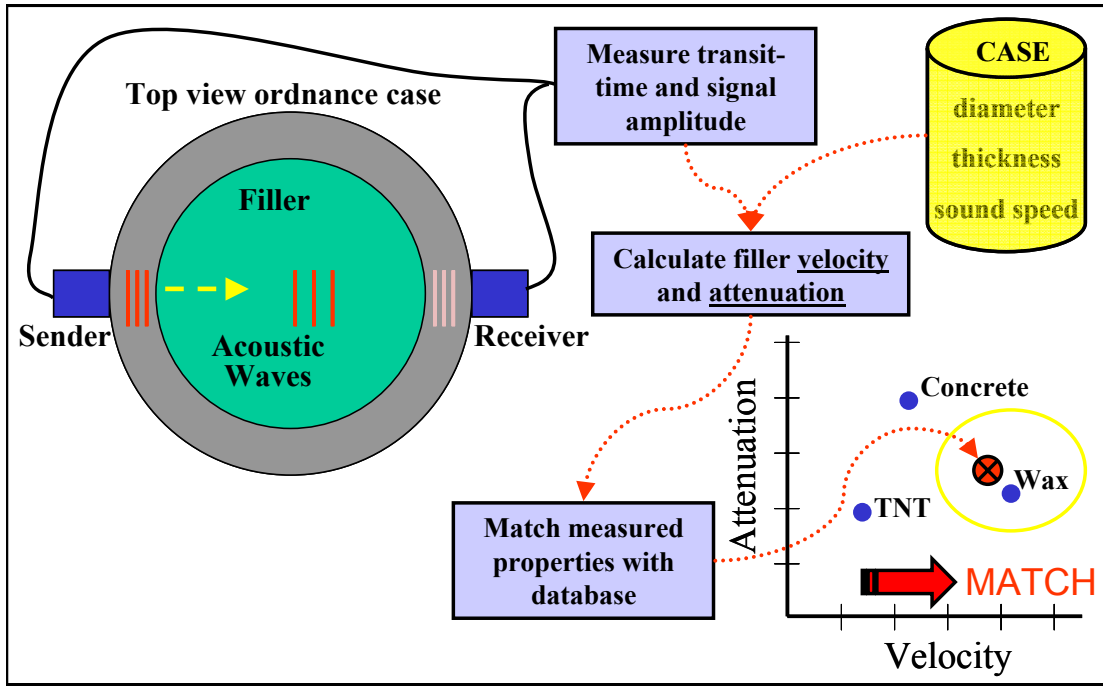 Measure transit-
time and signal
amplitude
CASE
diameter
thickness
sound speed
Top view ordnance case
Filler
Sender
Receiver
Acoustic
Waves
Calculate filler velocity
and attenuation
Match measured
properties with
database
Attenuation
Concrete
Wax
TNT
MATCH
Velocity